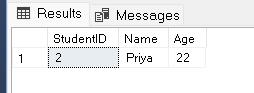 Results Messages
StudentID Name Age
1 2 Priya 22